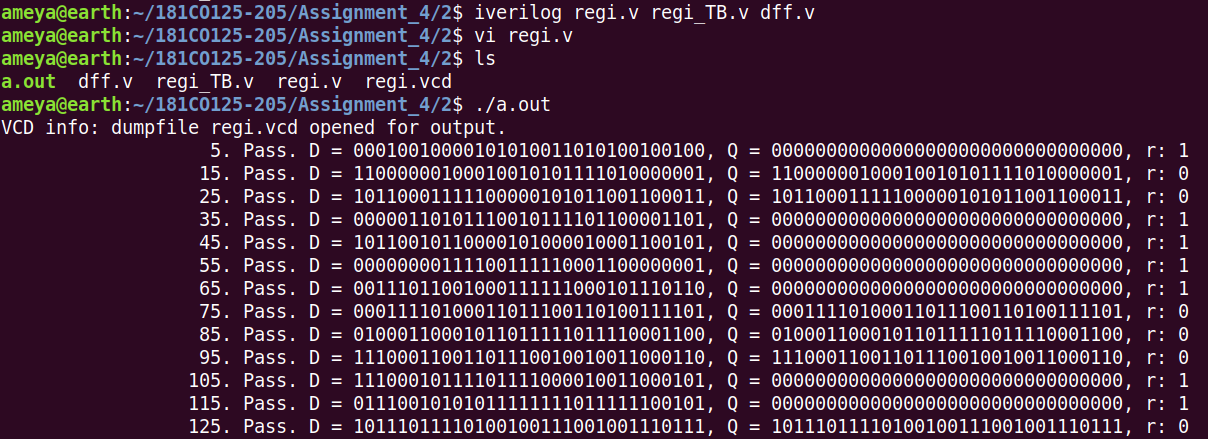 ameya@earth:~/181CO125-205/Assignment_4/2$ iverilog regi.v regi_TB.v dff.v
ameya@earth:~/181CO125-205/Assignment_4/2$ vi regi.v
ameya@earth:~/181CO125-205/Assignment_4/2$ ls
a.out  dff.v  regi_TB.v  regi.v  regi.vcd
ameya@earth:~/181CO125-205/Assignment_4/2$ ./a.out
VCD info: dumpfile regi.vcd opened for output.
5. Pass. D = 00010010000101010011010100100100, Q = 00000000000000000000000000000000, r: 1
15. Pass. D = 11000000100010010101111010000001, Q = 11000000100010010101111010000001, r: 0
25. Pass. D = 10110001111100000101011001100011, Q = 10110001111100000101011001100011, r: 0
35. Pass. D = 00000110101110010111101100001101, Q = 00000000000000000000000000000000, r: 1
45. Pass. D = 10110010110000101000010001100101, Q = 00000000000000000000000000000000, r: 1
55. Pass. D = 00000000111100111110001100000001, Q = 00000000000000000000000000000000, r: 1
65. Pass. D = 00111011001000111111000101110110, Q = 00000000000000000000000000000000, r: 1
75. Pass. D = 00011110100011011100110100111101, Q = 00011110100011011100110100111101, r: 0
85. Pass. D = 01000110001011011111011110001100, Q = 01000110001011011111011110001100, r: 0
95. Pass. D = 11100011001101110010010011000110, Q = 11100011001101110010010011000110, r: 0
105. Pass. D = 11100010111101111000010011000101, Q = 00000000000000000000000000000000, r: 1
115. Pass. D = 01110010101011111111011111100101, Q = 00000000000000000000000000000000, r: 1
125. Pass. D = 10111011110100100111001001110111, Q = 10111011110100100111001001110111, r: 0